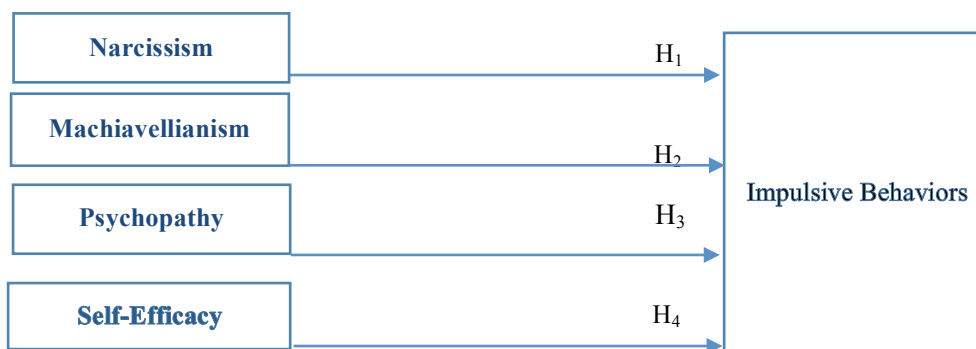 Narcissism
H₁
Machiavellianism
H₂
Psychopathy
H₃
Self-Efficacy
H₄
Impulsive Behaviors